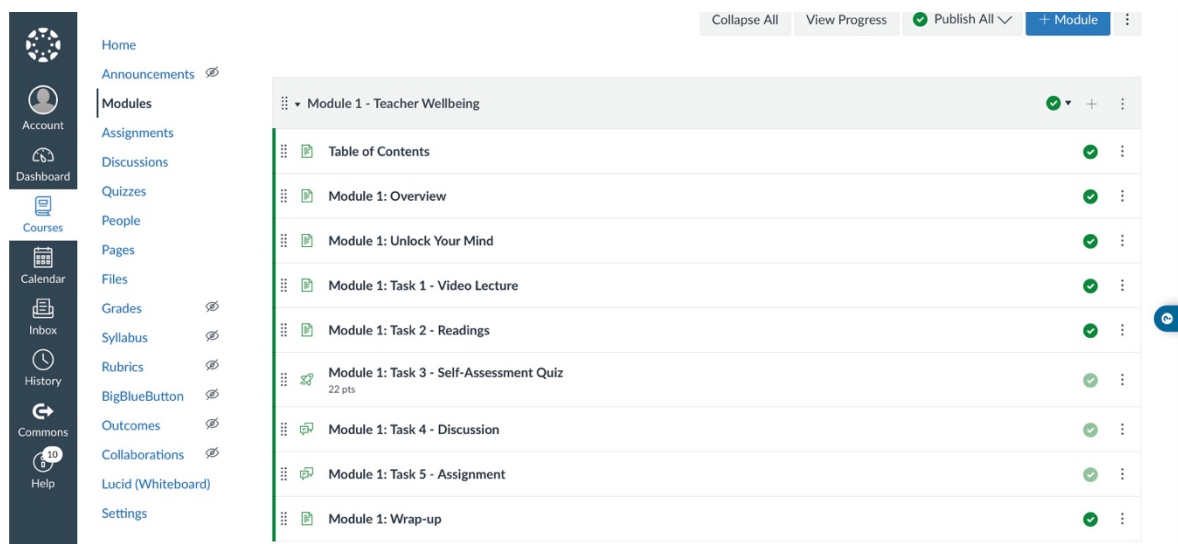 Collapse All
View Progress
Publish All
+ Module
Account
Dashboard
Courses
Calendar
Inbox
History
Commons
10
Help
Home
Announcements
Modules
Assignments
Discussions
Quizzes
People
Pages
Files
Grades
Syllabus
Rubrics
BigBlueButton
Outcomes
Collaborations
Lucid (Whiteboard)
Settings
Module 1 - Teacher Wellbeing
Table of Contents
Module 1: Overview
Module 1: Unlock Your Mind
Module 1: Task 1 - Video Lecture
Module 1: Task 2 - Readings
Module 1: Task 3 - Self-Assessment Quiz
22 pts
Module 1: Task 4 - Discussion
Module 1: Task 5 - Assignment
Module 1: Wrap-up